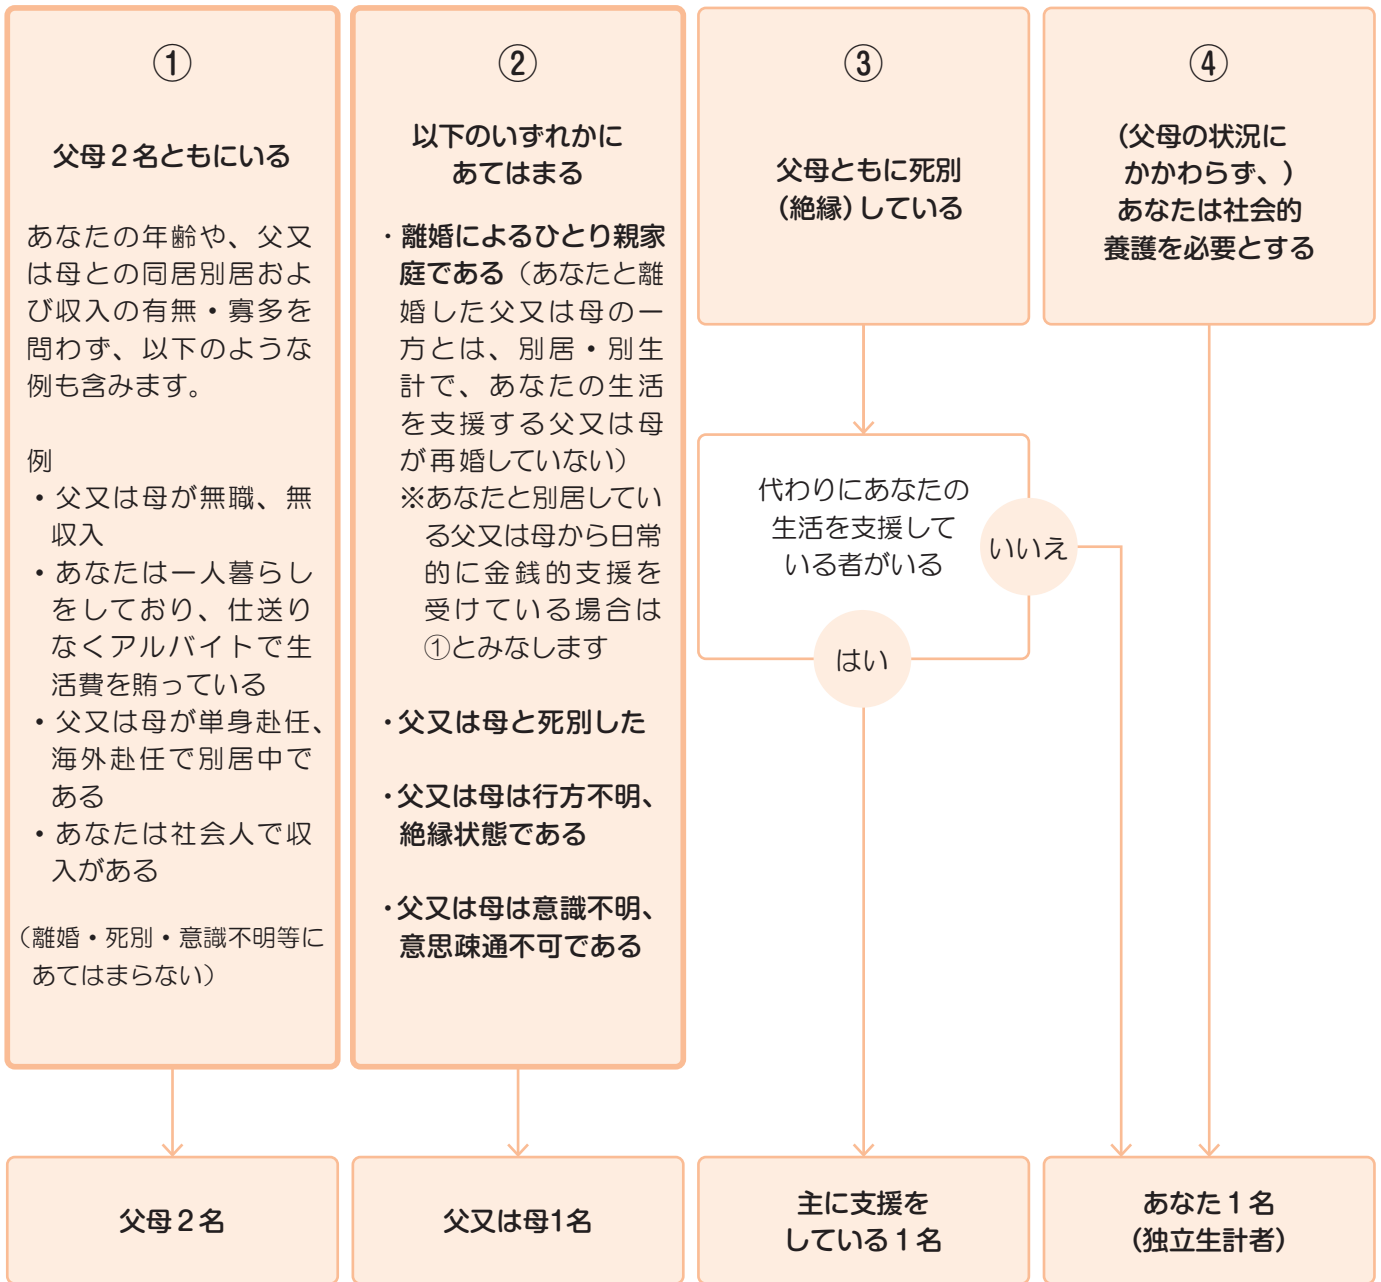 ①
父母２名ともにいる
あなたの年齢や、父又
は母との同居別居およ
び収入の有無・寡多を
問わず、以下のような
例も含みます。
例
・父又は母が無職、無
収入
・あなたは一人暮らし
をしており、仕送り
なくアルバイトで生
活費を賄っている
・父又は母が単身赴任、
海外赴任で別居中で
ある
・あなたは社会人で収
入がある
（離婚・死別・意識不明等に
あてはまらない）
父母２名
②
以下のいずれかに
あてはまる
・離婚によるひとり親家
庭である（あなたと離
婚した父又は母の一
方とは、別居・別生
計で、あなたの生活
を支援する父又は母
が再婚していない）
※あなたと別居してい
る父又は母から日常
的に金銭的支援を
受けている場合は
①とみなします
・父又は母と死別した
・父又は母は行方不明、
絶縁状態である
・父又は母は意識不明、
意思疎通不可である
父又は母1名
③
父母ともに死別
（絶縁）している
代わりにあなたの
生活を支援して
いる者がいる
いいえ
はい
主に支援を
している１名
④
（父母の状況に
かかわらず、）
あなたは社会的
養護を必要とする
あなた１名
（独立生計者）